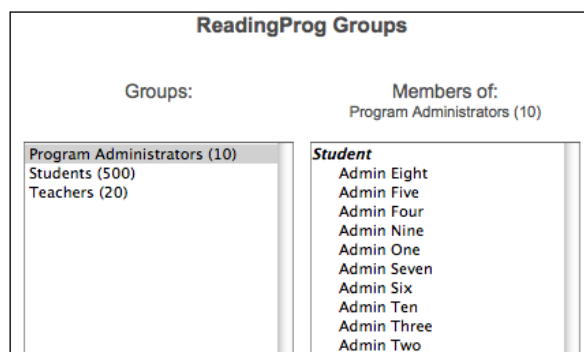 ReadingProg Groups
Groups:
Members of:
Program Administrators (10)
Program Administrators (10)
Students (500)
Teachers (20)
Student
Admin Eight
Admin Five
Admin Four
Admin Nine
Admin One
Admin Seven
Admin Six
Admin Ten
Admin Three
Admin Two